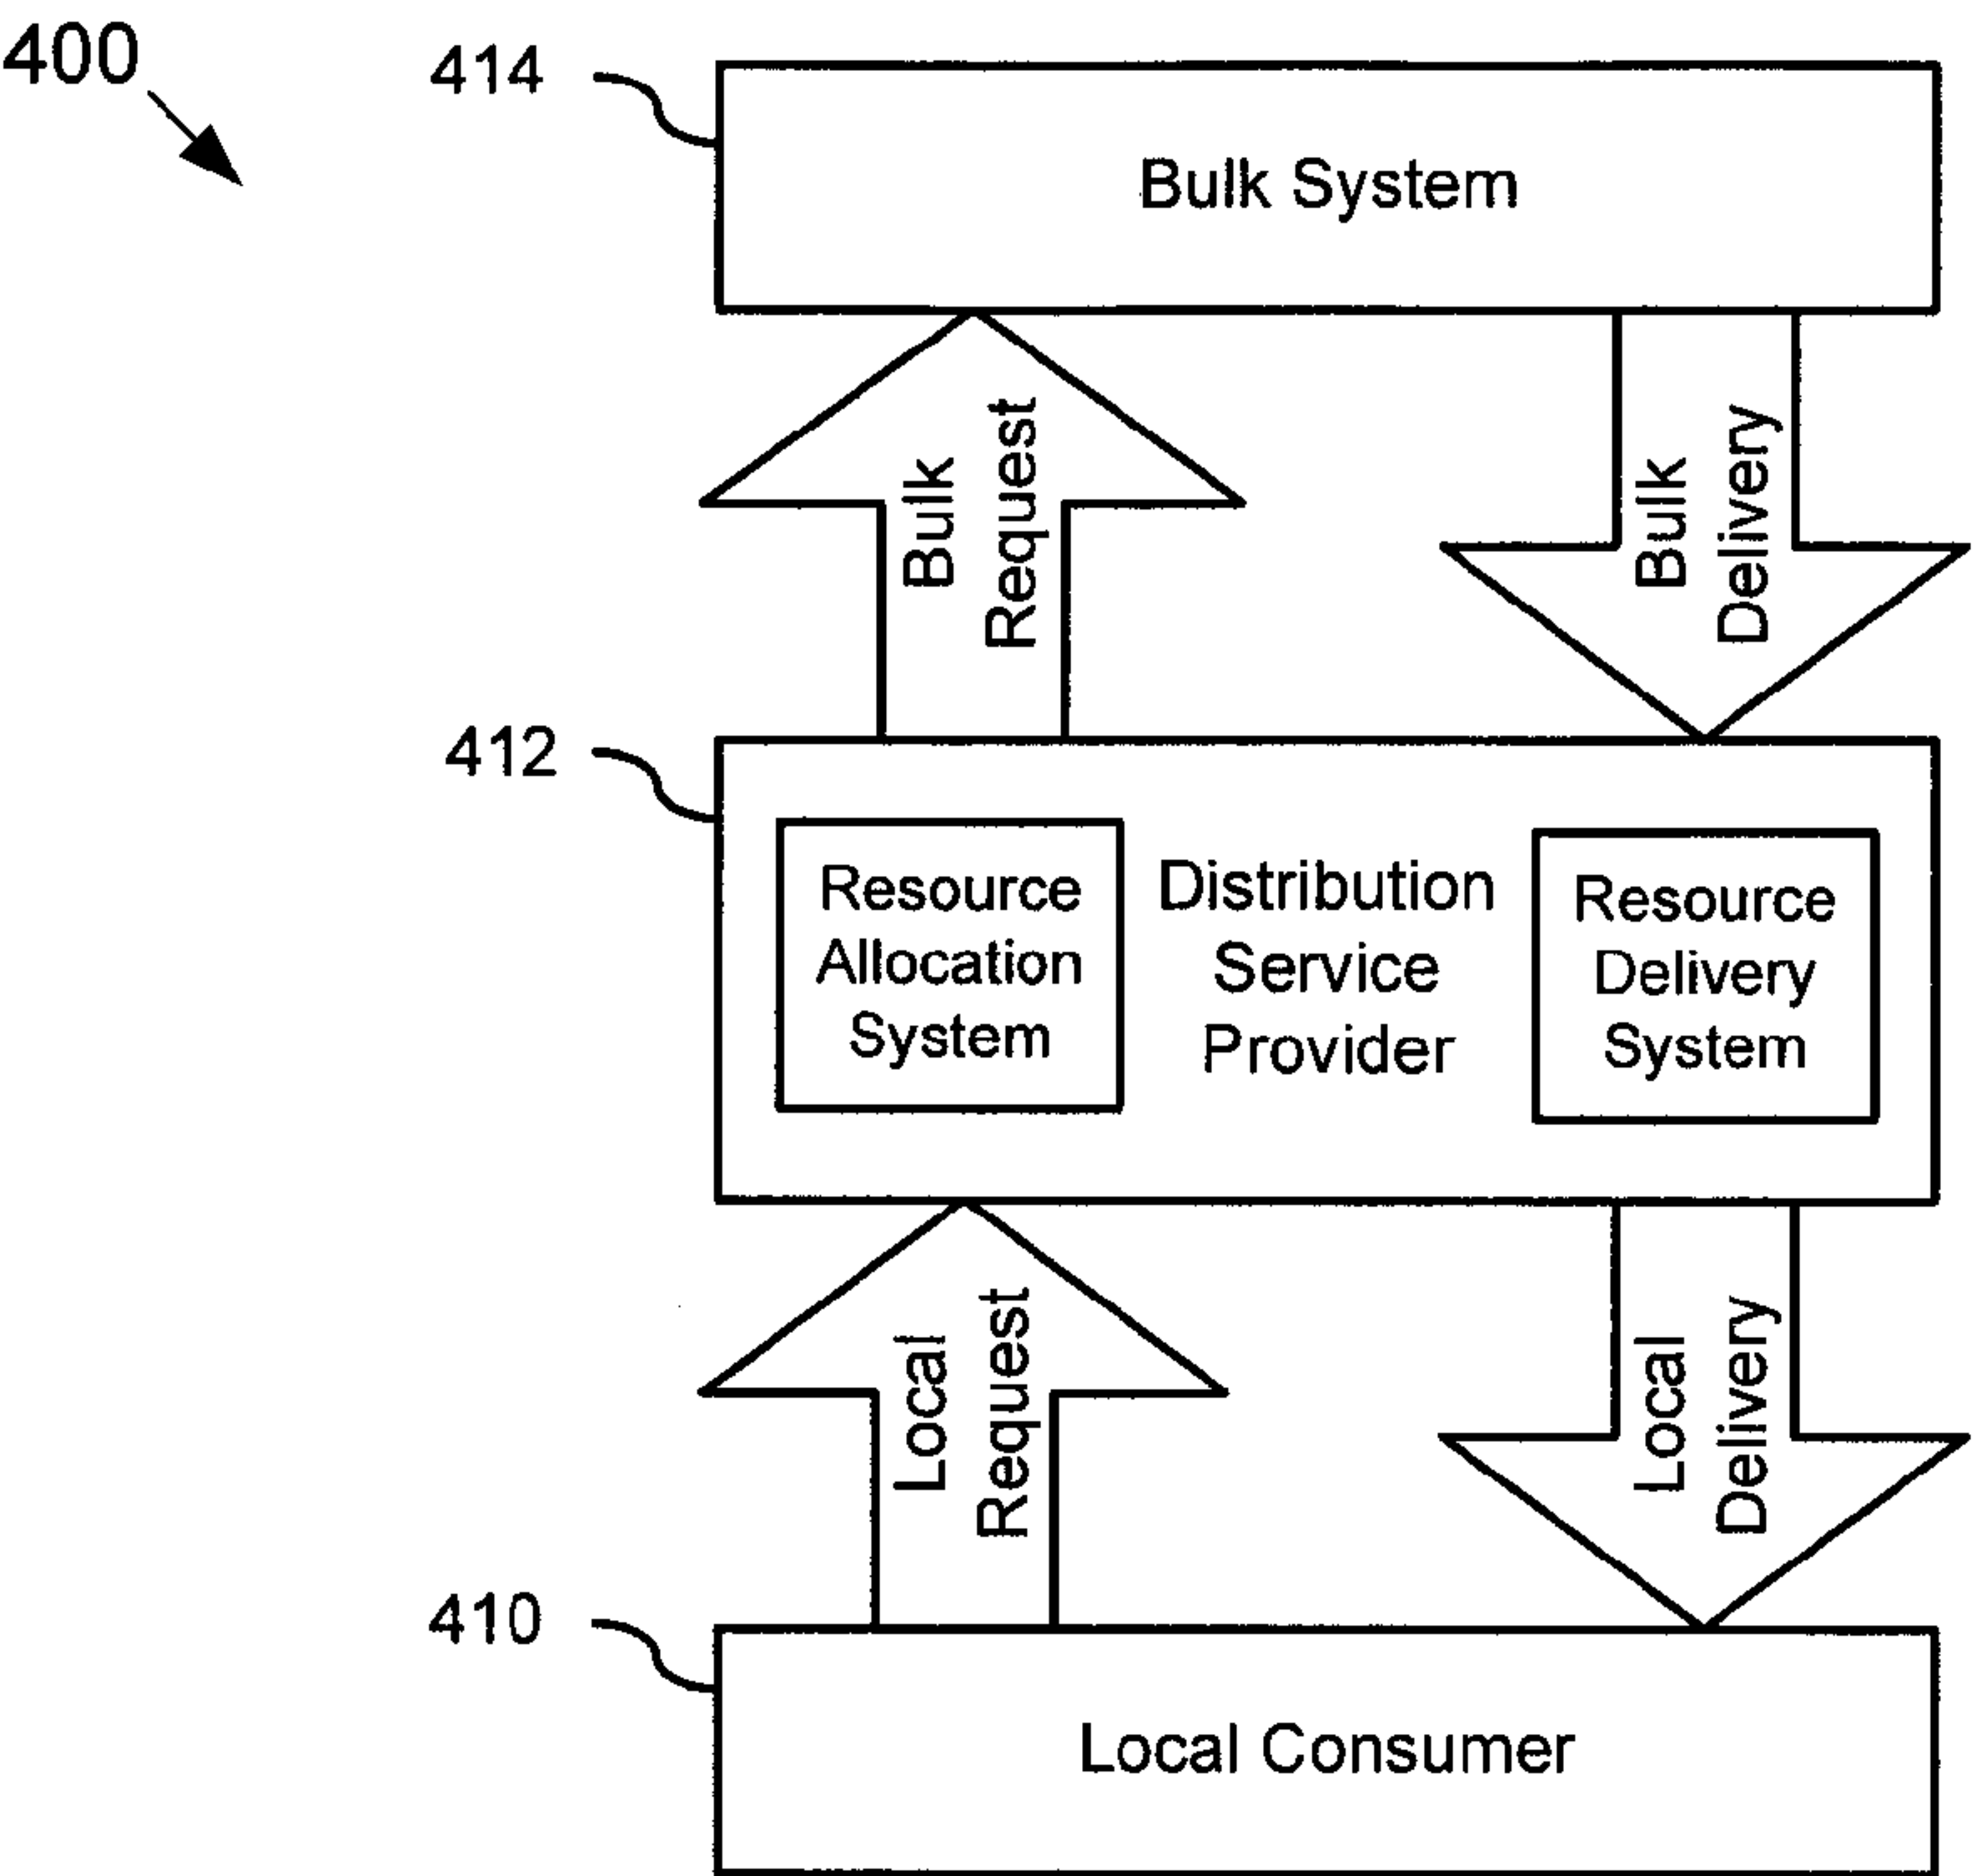 400
414
Bulk System
Bulk
Request
Bulk
Delivery
412
Resource
Allocation
System
Distribution
Service
Provider
Resource
Delivery
System
Local
Request
Local
Delivery
410
Local Consumer